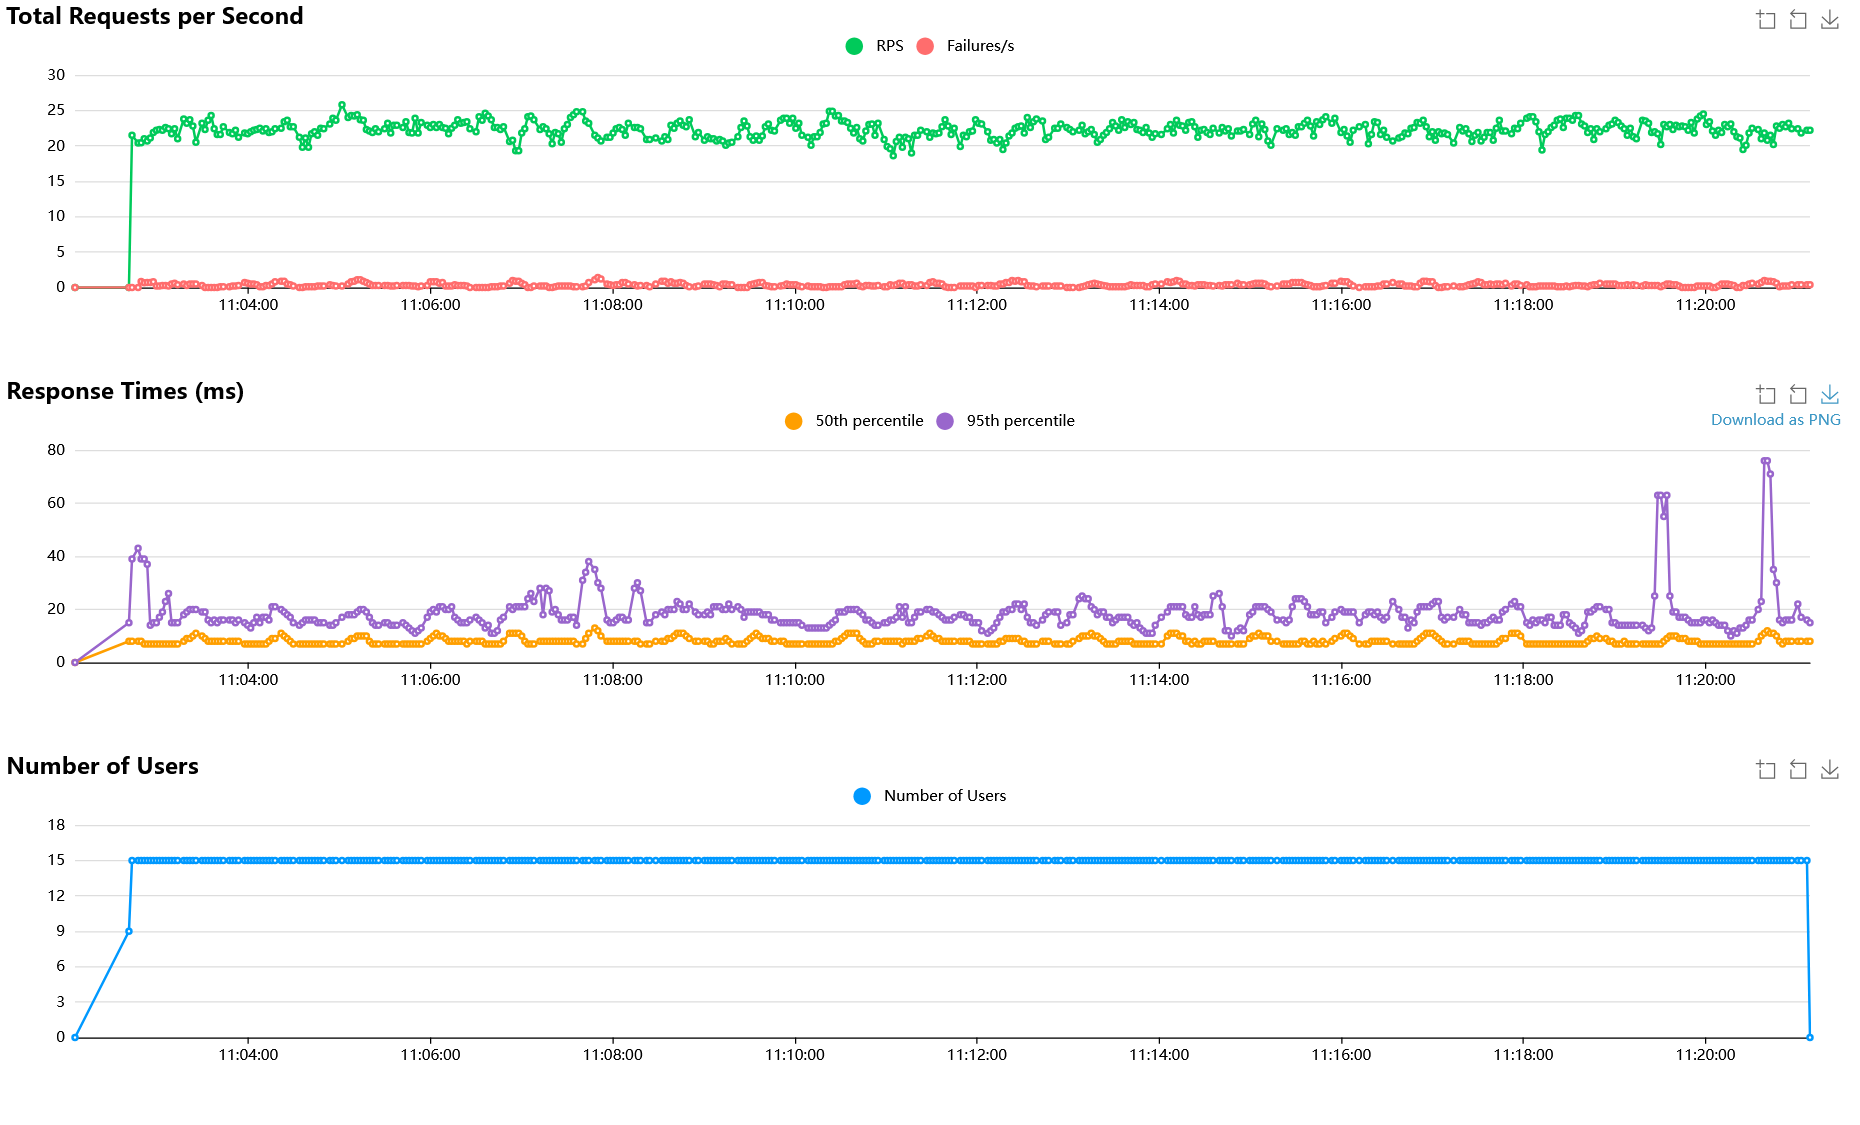 Total Requests per Second
RPS Failures/s
30
25
20
15
10
5
0
11:04:00 11:06:00 11:08:00 11:10:00 11:12:00 11:14:00 11:16:00 11:18:00 11:20:00
Response Times (ms)
Download as PNG
50th percentile 95th percentile
80
60
40
20
0
11:04:00 11:06:00 11:08:00 11:10:00 11:12:00 11:14:00 11:16:00 11:18:00 11:20:00
Number of Users
Number of Users
18
15
12
9
6
3
0
11:04:00 11:06:00 11:08:00 11:10:00 11:12:00 11:14:00 11:16:00 11:18:00 11:20:00